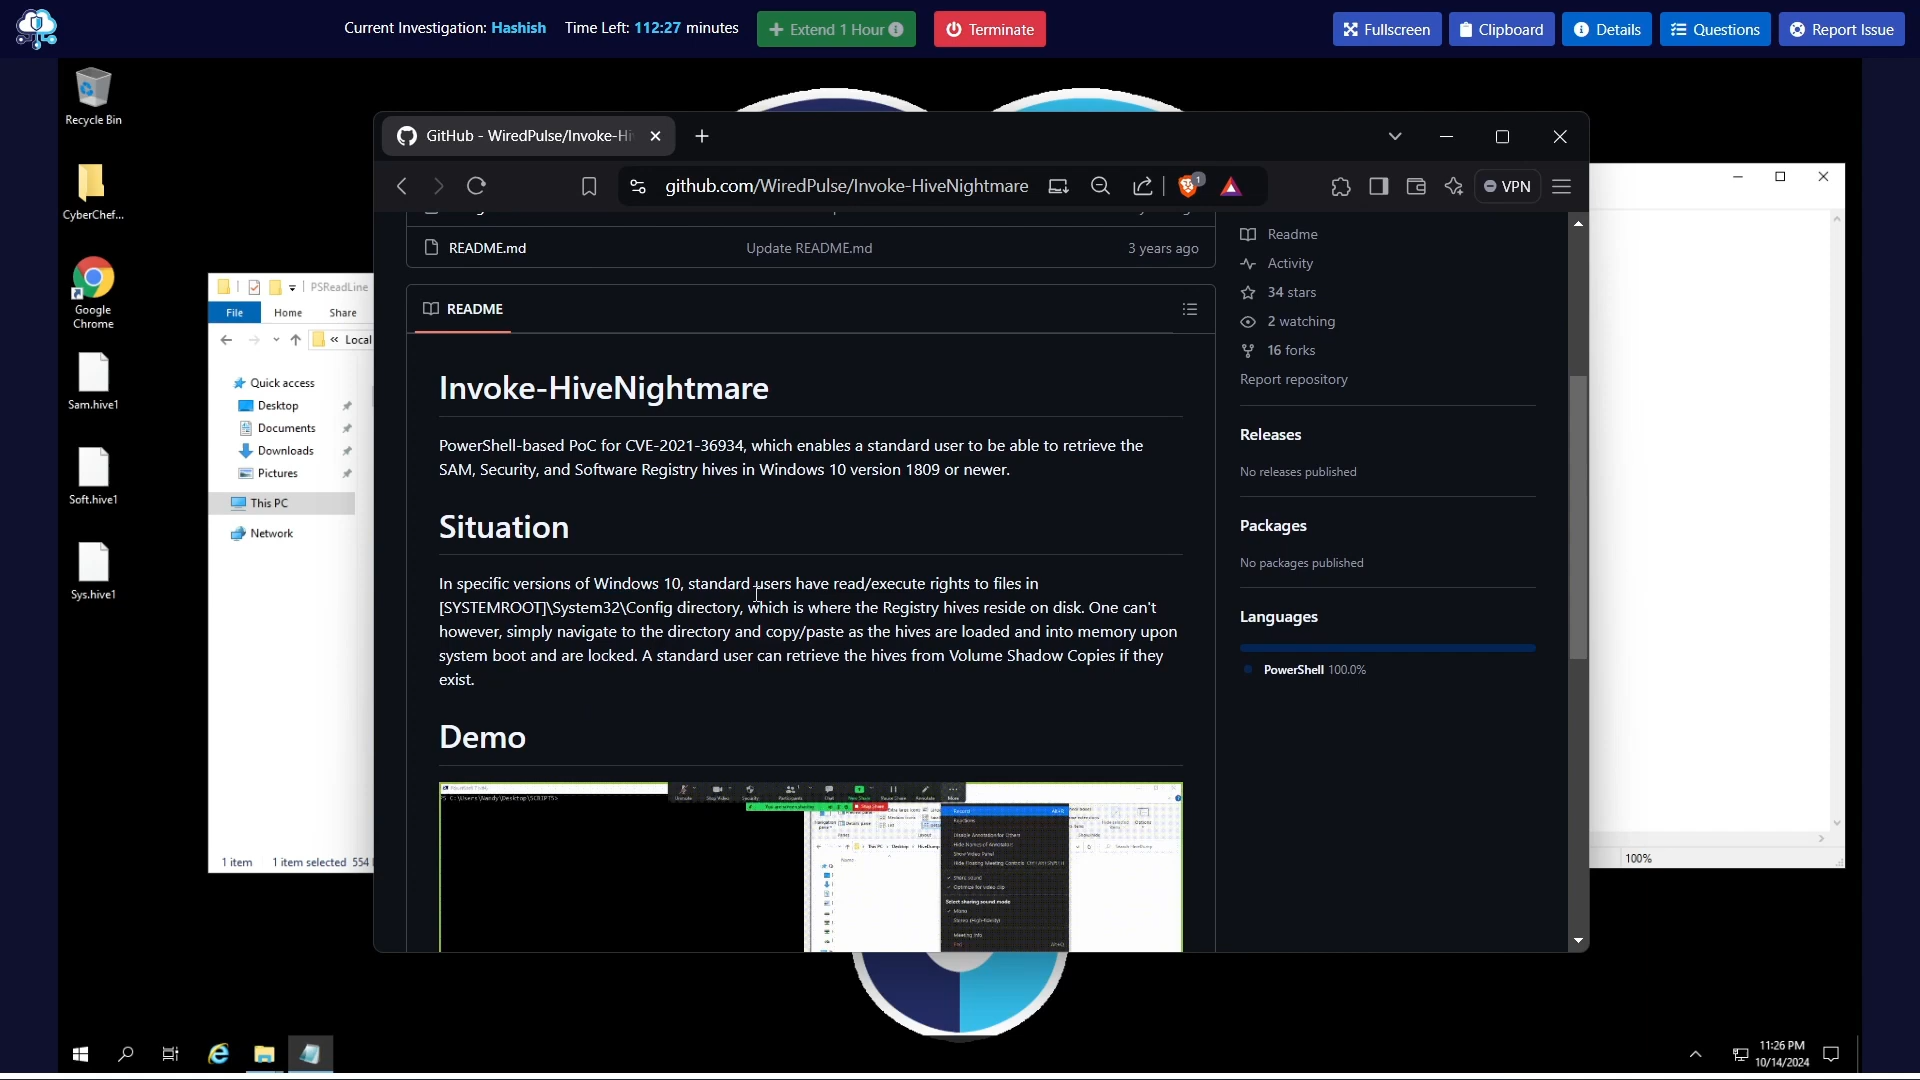 Current Investigation: Hashish
Time Left: 112:27 minutes
Extend 1 Hour
Terminate
Fullscreen
Clipboard
Details
Questions
Report Issue
Recycle Bin
CyberChef...
Google
Chrome
Sam.hive1
Soft.hive1
Sys.hive1
PSReadLine
File
Home
Share
« Local
Quick access
Desktop
Documents
Downloads
Pictures
This PC
Network
1 item
1 item selected 554
GitHub - WiredPulse/Invoke-Hi
github.com/WiredPulse/Invoke-HiveNightmare
1
VPN
README.md
Update README.md
3 years ago
README
Invoke-HiveNightmare
PowerShell-based PoC for CVE-2021-36934, which enables a standard user to be able to retrieve the
SAM, Security, and Software Registry hives in Windows 10 version 1809 or newer.
Situation
In specific versions of Windows 10, standard users have read/execute rights to files in
[SYSTEMROOT]\System32\Config directory, which is where the Registry hives reside on disk. One can't
however, simply navigate to the directory and copy/paste as the hives are loaded and into memory upon
system boot and are locked. A standard user can retrieve the hives from Volume Shadow Copies if they
exist.
Demo
Readme
Activity
34 stars
2 watching
16 forks
Report repository
Releases
No releases published
Packages
No packages published
Languages
PowerShell 100.0%
100%
11:26 PM
10/14/2024